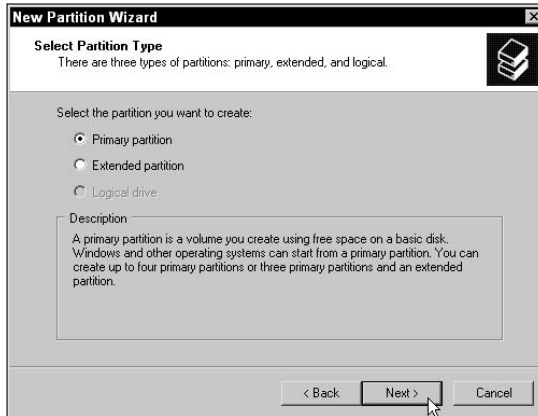 New Partition Wizard
Select Partition Type
There are three types of partitions: primary, extended, and logical.
Select the partition you want to create:
Primary partition
Extended partition
Logical drive
Description
A primary partition is a volume you create using free space on a basic disk.
Windows and other operating systems can start from a primary partition. You can
create up to four primary partitions or three primary partitions and an extended
partition.
< Back
Next >
Cancel